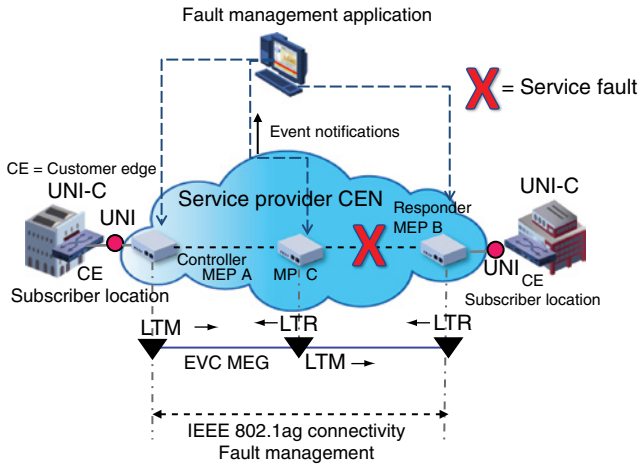 Fault management application
X = Service fault
Event notifications
CE = Customer edge
UNI-C
UNI
Service provider CEN
UNI-C
Responder
MEP B
Controller
MEP A
MP C
X
CE
Subscriber location
UNI
CE
Subscriber location
LTM
LTR
LTR
EVC MEG
LTM
IEEE 802.1ag connectivity
Fault management